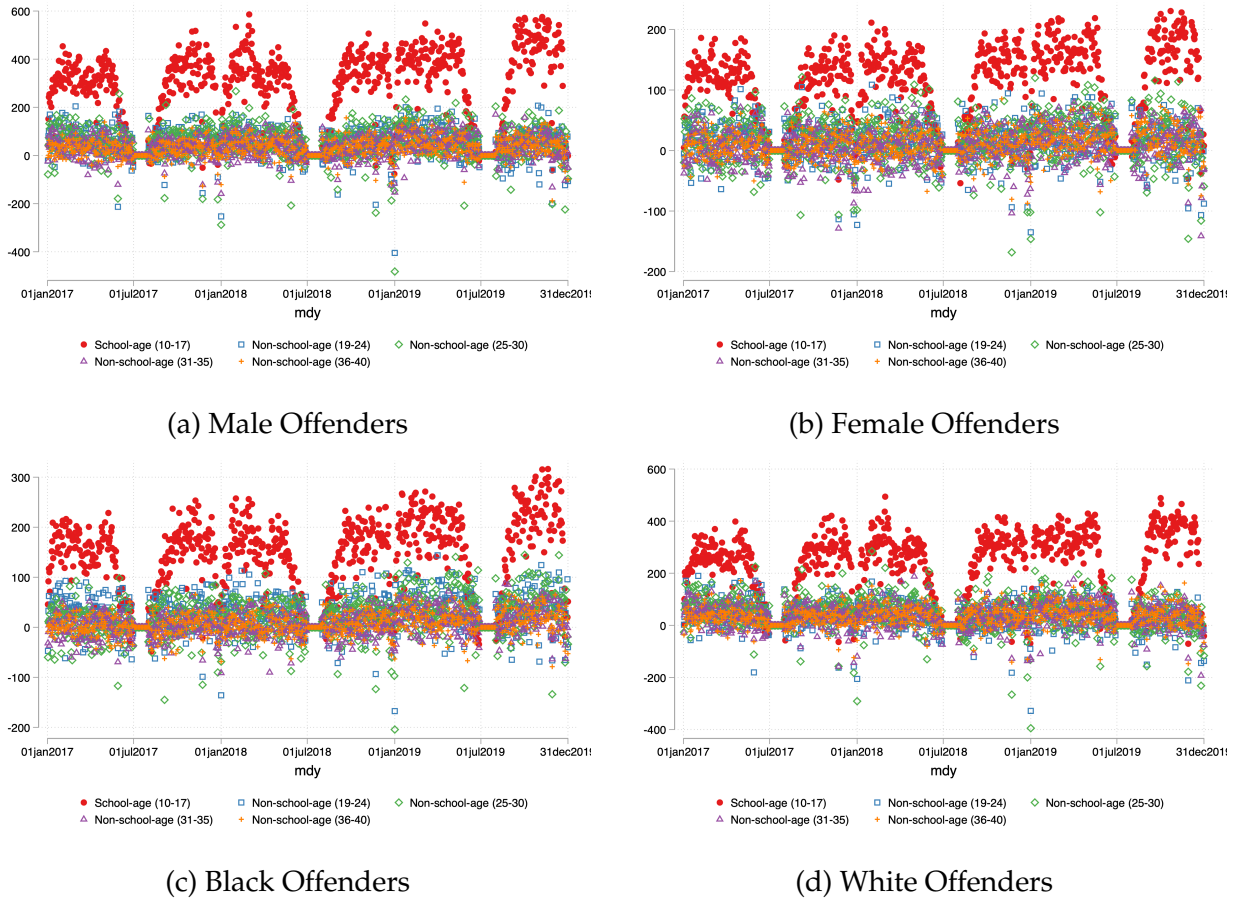 600
400
200
0
-200
-400
01jan2017 01jul2017 01jan2018 01jul2018 01jan2019 01jul2019 31dec2019
mdy
School-age (10-17) Non-school-age (19-24) Non-school-age (25-30)
Non-school-age (31-35) Non-school-age (36-40)
(a) Male Offenders
200
100
0
-100
-200
01jan2017 01jul2017 01jan2018 01jul2018 01jan2019 01jul2019 31dec2019
mdy
School-age (10-17) Non-school-age (19-24) Non-school-age (25-30)
Non-school-age (31-35) Non-school-age (36-40)
(b) Female Offenders
300
200
100
0
-100
-200
01jan2017 01jul2017 01jan2018 01jul2018 01jan2019 01jul2019 31dec2019
mdy
School-age (10-17) Non-school-age (19-24) Non-school-age (25-30)
Non-school-age (31-35) Non-school-age (36-40)
(c) Black Offenders
600
400
200
0
-200
-400
01jan2017 01jul2017 01jan2018 01jul2018 01jan2019 01jul2019 31dec2019
mdy
School-age (10-17) Non-school-age (19-24) Non-school-age (25-30)
Non-school-age (31-35) Non-school-age (36-40)
(d) White Offenders